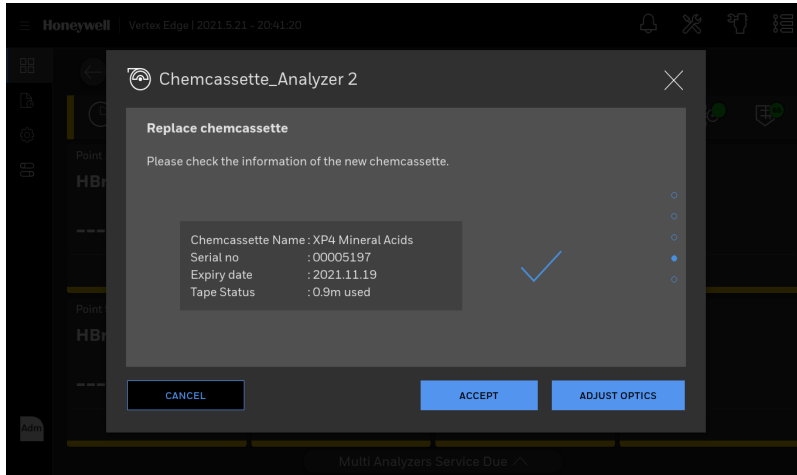 Honeywell
Vertex Edge | 2021.5.21 - 20:41:20
Chemcassette_Analyzer 2
Replace chemcassette
Please check the information of the new chemcassette.
Chemcassette Name : XP4 Mineral Acids
Serial no : 00005197
Expiry date : 2021.11.19
Tape Status : 0.9m used
CANCEL
ACCEPT
ADJUST OPTICS
Point
HBr
----
Point
HBr
----
Adm
Multi Analyzers Service Due